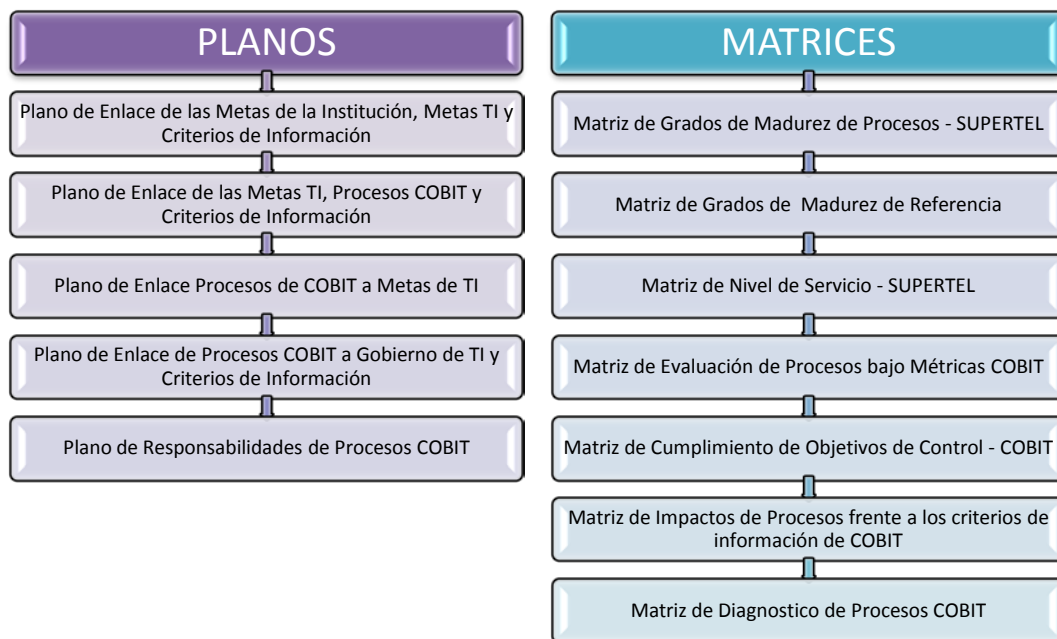 PLANOS
Plano de Enlace de las Metas de la Institución, Metas TI y
Criterios de Información
Plano de Enlace de las Metas TI, Procesos COBIT y
Criterios de Información
Plano de Enlace Procesos de COBIT a Metas de TI
Plano de Enlace de Procesos COBIT a Gobierno de TI y
Criterios de Información
Plano de Responsabilidades de Procesos COBIT
MATRICES
Matriz de Grados de Madurez de Procesos - SUPERTEL
Matriz de Grados de Madurez de Referencia
Matriz de Nivel de Servicio - SUPERTEL
Matriz de Evaluación de Procesos bajo Métricas COBIT
Matriz de Cumplimiento de Objetivos de Control - COBIT
Matriz de Impactos de Procesos frente a los criterios de
información de COBIT
Matriz de Diagnostico de Procesos COBIT